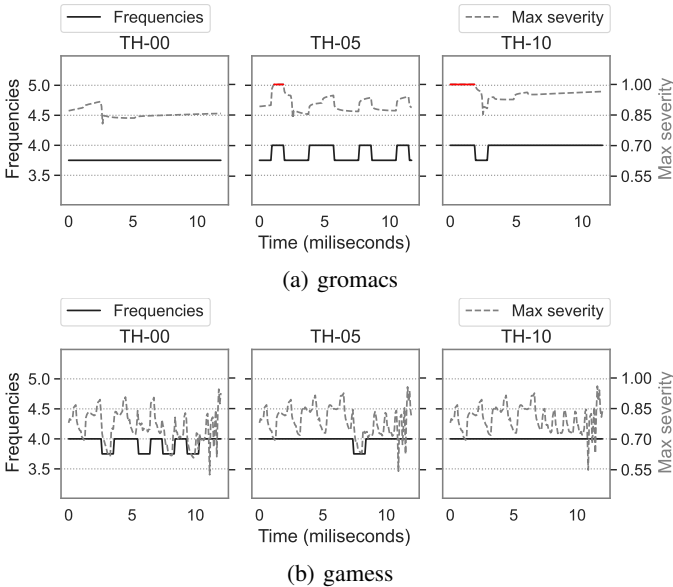 Frequencies
Max severity
TH-00
TH-05
TH-10
Frequencies
5.0
4.5
4.0
3.5
1.00
0.85
0.70
0.55
Max severity
0 5 10
0 5 10
0 5 10
Time (miliseconds)
(a) gromacs
Frequencies
Max severity
TH-00
TH-05
TH-10
Frequencies
5.0
4.5
4.0
3.5
1.00
0.85
0.70
0.55
Max severity
0 5 10
0 5 10
0 5 10
Time (miliseconds)
(b) gamess